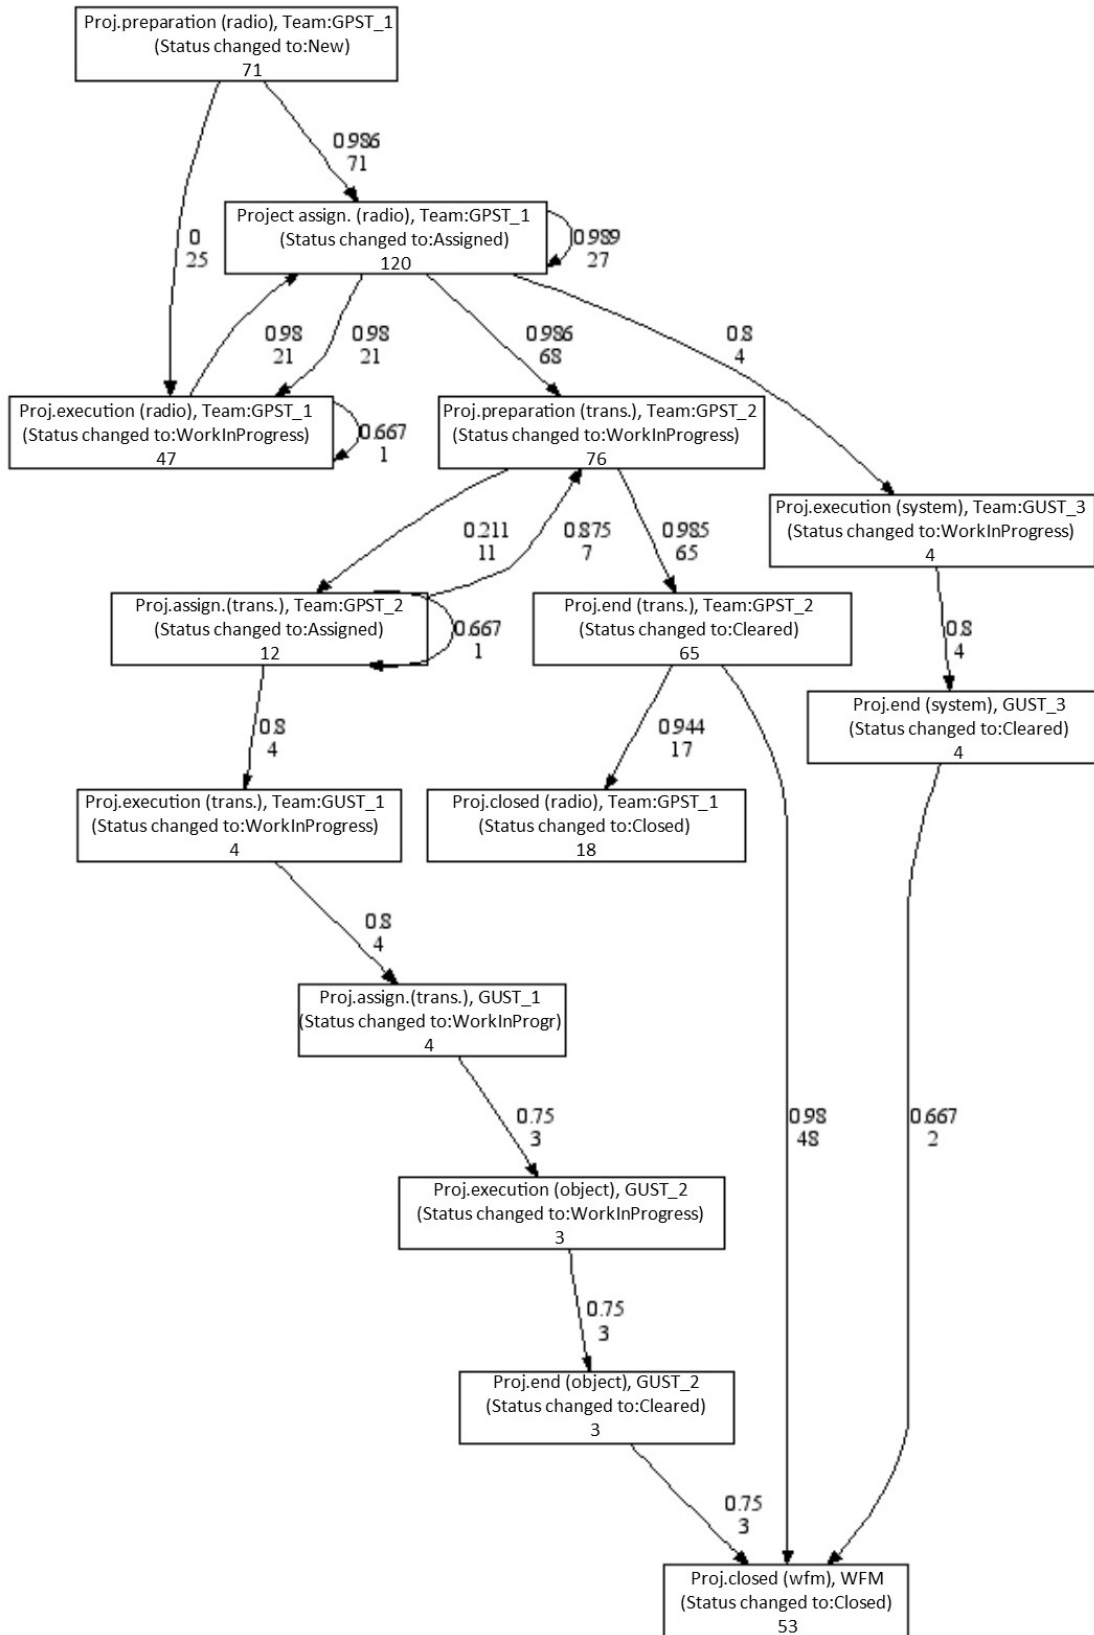 Proj.preparation (radio), Team:GPST_1
(Status changed to:New)
71
0.986
71
Project assign. (radio), Team:GPST_1
(Status changed to:Assigned)
120
0
25
0.989
27
0.98
21
0.98
21
0.986
68
0.8
4
Proj.execution (radio), Team:GPST_1
(Status changed to:WorkInProgress)
47
0.667
1
Proj.preparation (trans.), Team:GPST_2
(Status changed to:WorkInProgress)
76
Proj.execution (system), Team:GUST_3
(Status changed to:WorkInProgress)
4
0.211
11
0.875
7
0.985
65
Proj.assign.(trans.), Team:GPST_2
(Status changed to:Assigned)
12
0.667
1
Proj.end (trans.), Team:GPST_2
(Status changed to:Cleared)
65
0.8
4
Proj.end (system), GUST_3
(Status changed to:Cleared)
4
0.8
4
0.944
17
Proj.execution (trans.), Team:GUST_1
(Status changed to:WorkInProgress)
4
Proj.closed (radio), Team:GPST_1
(Status changed to:Closed)
18
0.8
4
Proj.assign.(trans.), GUST_1
(Status changed to:WorkInProgr)
4
0.75
3
0.98
48
0.667
2
Proj.execution (object), GUST_2
(Status changed to:WorkInProgress)
3
0.75
3
Proj.end (object), GUST_2
(Status changed to:Cleared)
3
0.75
3
Proj.closed (wfm), WFM
(Status changed to:Closed)
53